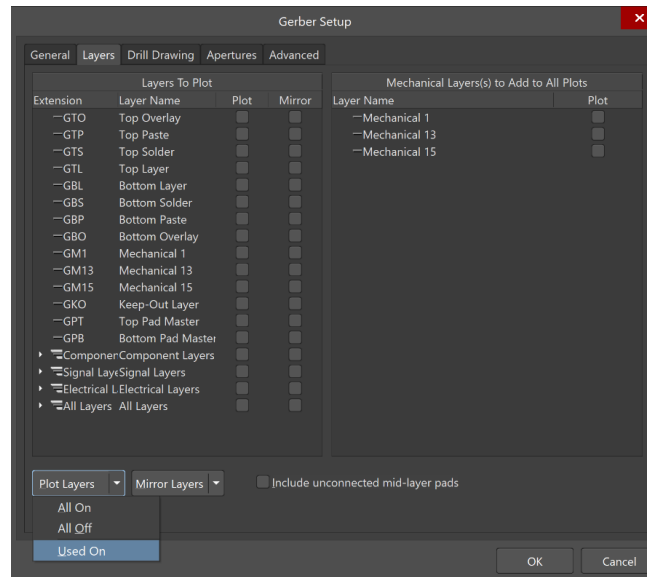 Gerber Setup
General Layers Drill Drawing Apertures Advanced
Layers To Plot
Extension Layer Name Plot Mirror
GTO Top Overlay
GTP Top Paste
GTS Top Solder
GTL Top Layer
GBL Bottom Layer
GBS Bottom Solder
GBP Bottom Paste
GBO Bottom Overlay
GM1 Mechanical 1
GM13 Mechanical 13
GM15 Mechanical 15
GKO Keep-Out Layer
GPT Top Pad Master
GPB Bottom Pad Master
Componer Component Layers
Signal Laye Signal Layers
Electrical L Electrical Layers
All Layers All Layers
Mechanical Layers(s) to Add to All Plots
Layer Name Plot
Mechanical 1
Mechanical 13
Mechanical 15
Plot Layers Mirror Layers Include unconnected mid-layer pads
All On
All Off
Used On
OK Cancel